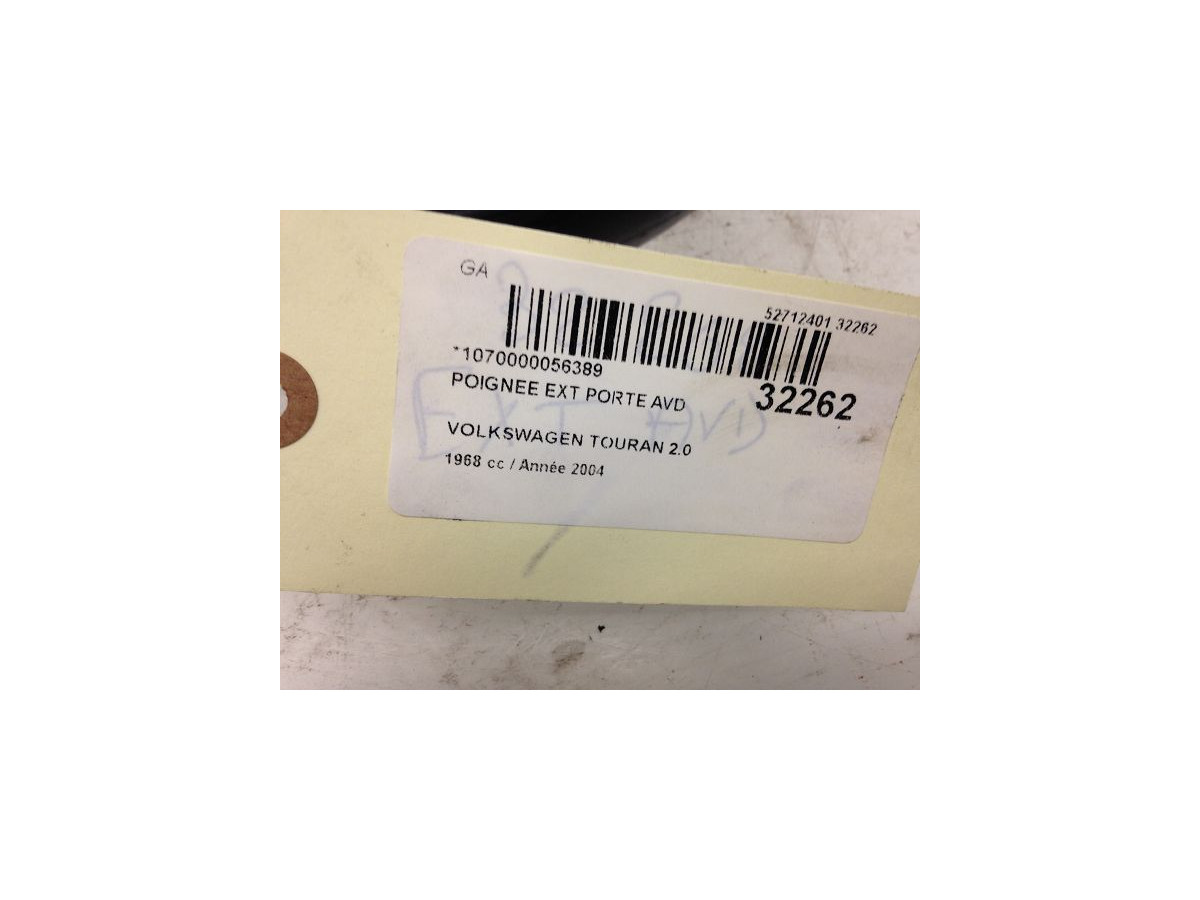 GA
52712401 32262
*1070000056389
POIGNEE EXT PORTE AVD
32262
EXT AVD
VOLKSWAGEN TOURAN 2.0
1968 cc / Année 2004